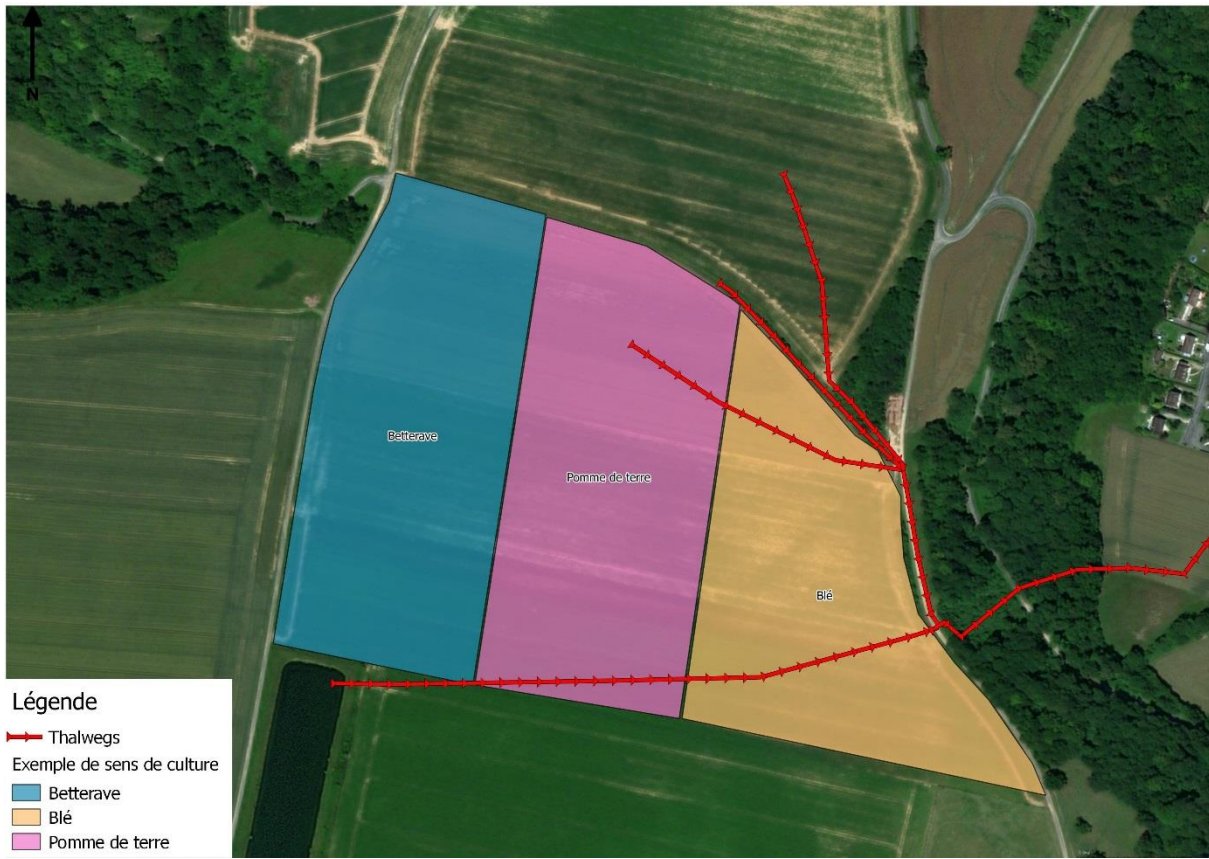 N
Betterave
Pomme de terre
Blé
Légende
Thalwegs
Exemple de sens de culture
Betterave
Blé
Pomme de terre